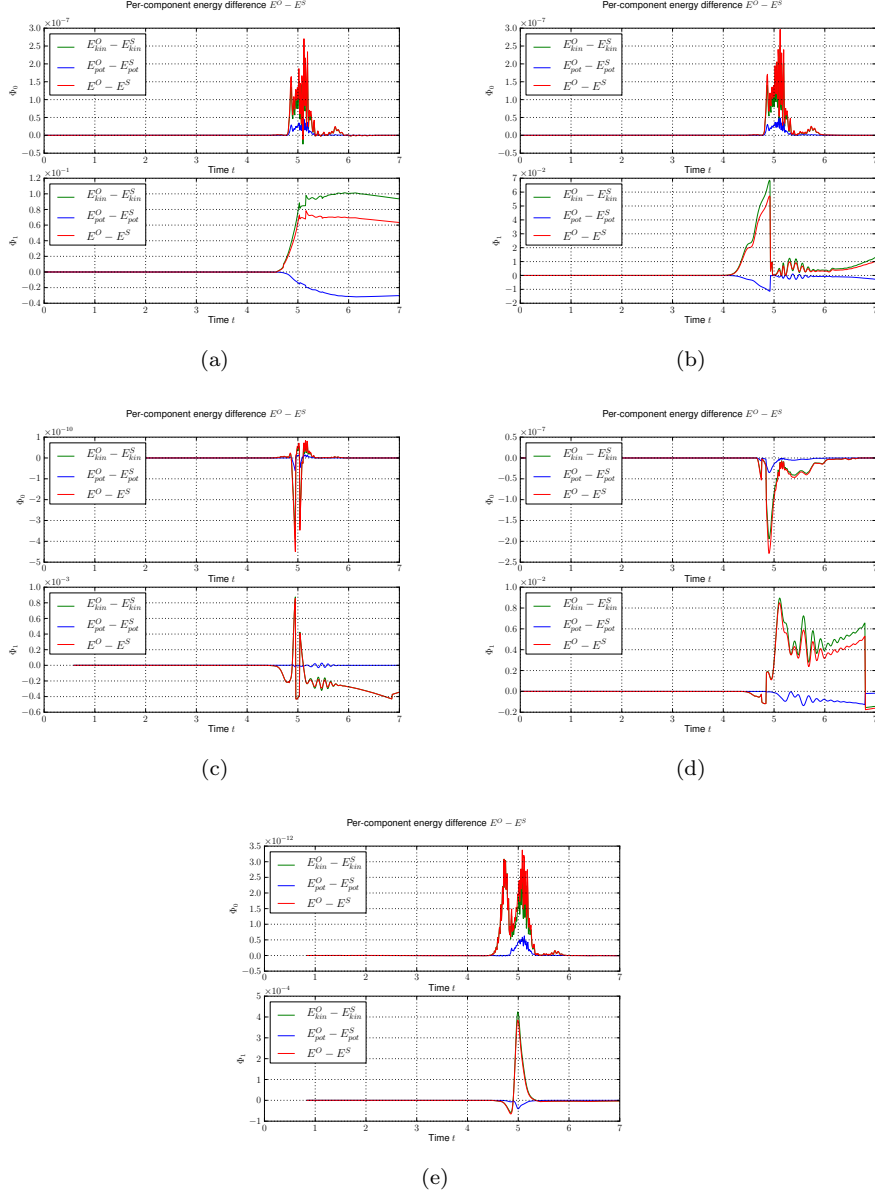 Per-component energy difference E^O − E^S
×10^−7
3.0
2.5
2.0
1.5
1.0
0.5
0.0
−0.5
Φ_0
E^O_kin − E^S_kin
E^O_pot − E^S_pot
E^O − E^S
0 1 2 3 4 5 6 7
Time t
×10^−1
1.2
1.0
0.8
0.6
0.4
0.2
0.0
−0.2
−0.4
Φ_1
E^O_kin − E^S_kin
E^O_pot − E^S_pot
E^O − E^S
0 1 2 3 4 5 6 7
Time t
(a)
Per-component energy difference E^O − E^S
×10^−7
3.0
2.5
2.0
1.5
1.0
0.5
0.0
−0.5
Φ_0
E^O_kin − E^S_kin
E^O_pot − E^S_pot
E^O − E^S
0 1 2 3 4 5 6 7
Time t
×10^−2
7
6
5
4
3
2
1
0
−1
−2
Φ_1
E^O_kin − E^S_kin
E^O_pot − E^S_pot
E^O − E^S
0 1 2 3 4 5 6 7
Time t
(b)
Per-component energy difference E^O − E^S
×10^−10
1
0
−1
−2
−3
−4
−5
Φ_0
E^O_kin − E^S_kin
E^O_pot − E^S_pot
E^O − E^S
0 1 2 3 4 5 6 7
Time t
×10^−3
1.0
0.8
0.6
0.4
0.2
0.0
−0.2
−0.4
−0.6
Φ_1
E^O_kin − E^S_kin
E^O_pot − E^S_pot
E^O − E^S
0 1 2 3 4 5 6 7
Time t
(c)
Per-component energy difference E^O − E^S
×10^−7
0.5
0.0
−0.5
−1.0
−1.5
−2.0
−2.5
Φ_0
E^O_kin − E^S_kin
E^O_pot − E^S_pot
E^O − E^S
0 1 2 3 4 5 6 7
Time t
×10^−2
1.0
0.8
0.6
0.4
0.2
0.0
−0.2
Φ_1
E^O_kin − E^S_kin
E^O_pot − E^S_pot
E^O − E^S
0 1 2 3 4 5 6 7
Time t
(d)
Per-component energy difference E^O − E^S
×10^−12
3.5
3.0
2.5
2.0
1.5
1.0
0.5
0.0
−0.5
Φ_0
E^O_kin − E^S_kin
E^O_pot − E^S_pot
E^O − E^S
0 1 2 3 4 5 6 7
Time t
×10^−4
5
4
3
2
1
0
−1
Φ_1
E^O_kin − E^S_kin
E^O_pot − E^S_pot
E^O − E^S
0 1 2 3 4 5 6 7
Time t
(e)